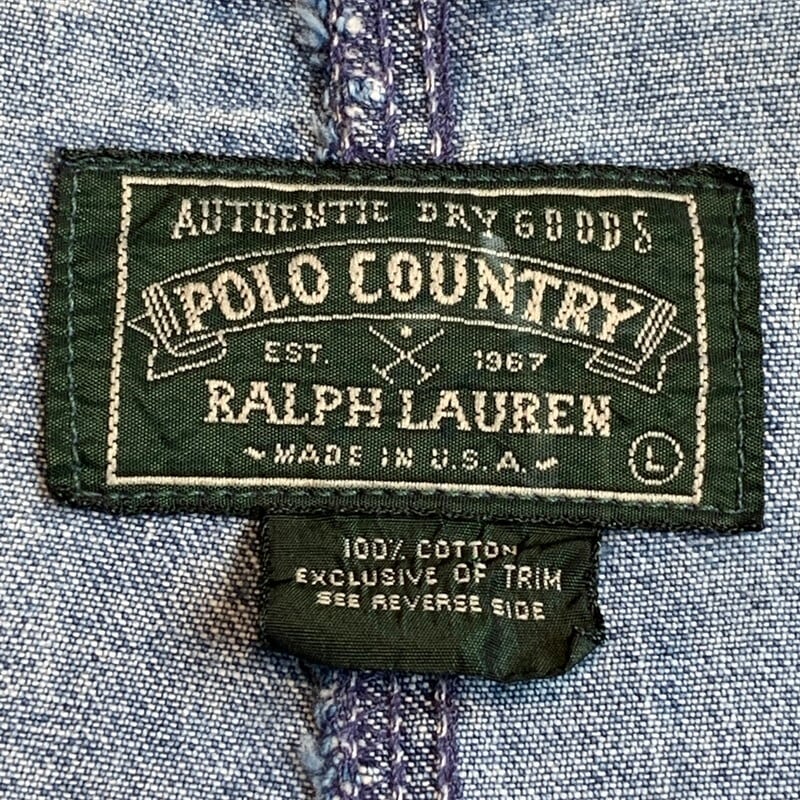 AUTHENTIC DRY GOODS
POLO COUNTRY
EST. 1967
RALPH LAUREN
~MADE IN U.S.A.~
L
100% COTTON
EXCLUSIVE OF TRIM
SEE REVERSE SIDE